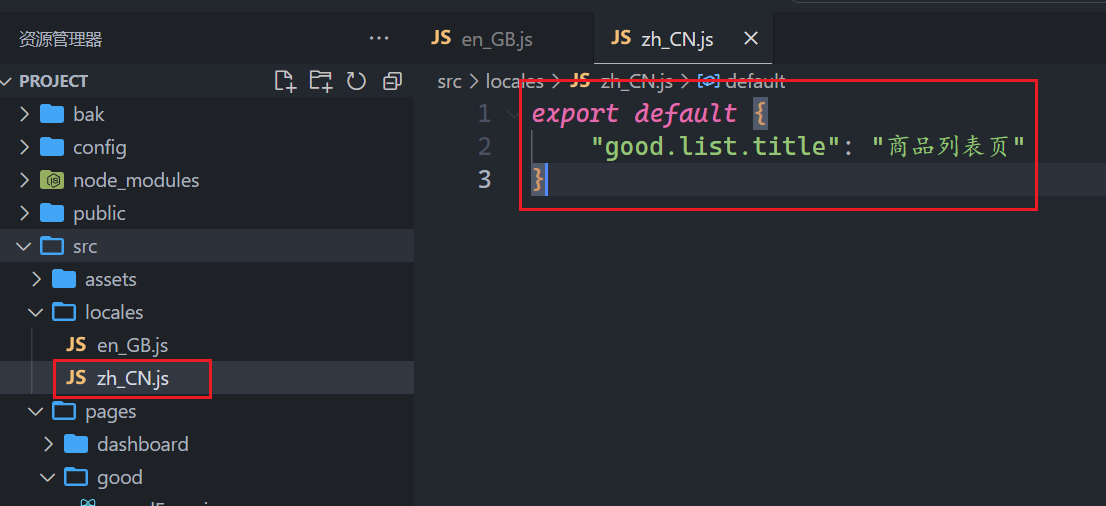 资源管理器 ···
JS en_GB.js
JS zh_CN.js ×
PROJECT
src > locales > JS zh_CN.js > default
bak
config
node_modules
public
src
assets
locales
JS en_GB.js
JS zh_CN.js
pages
dashboard
good
1 export default {
2 "good.list.title": "商品列表页"
3 }